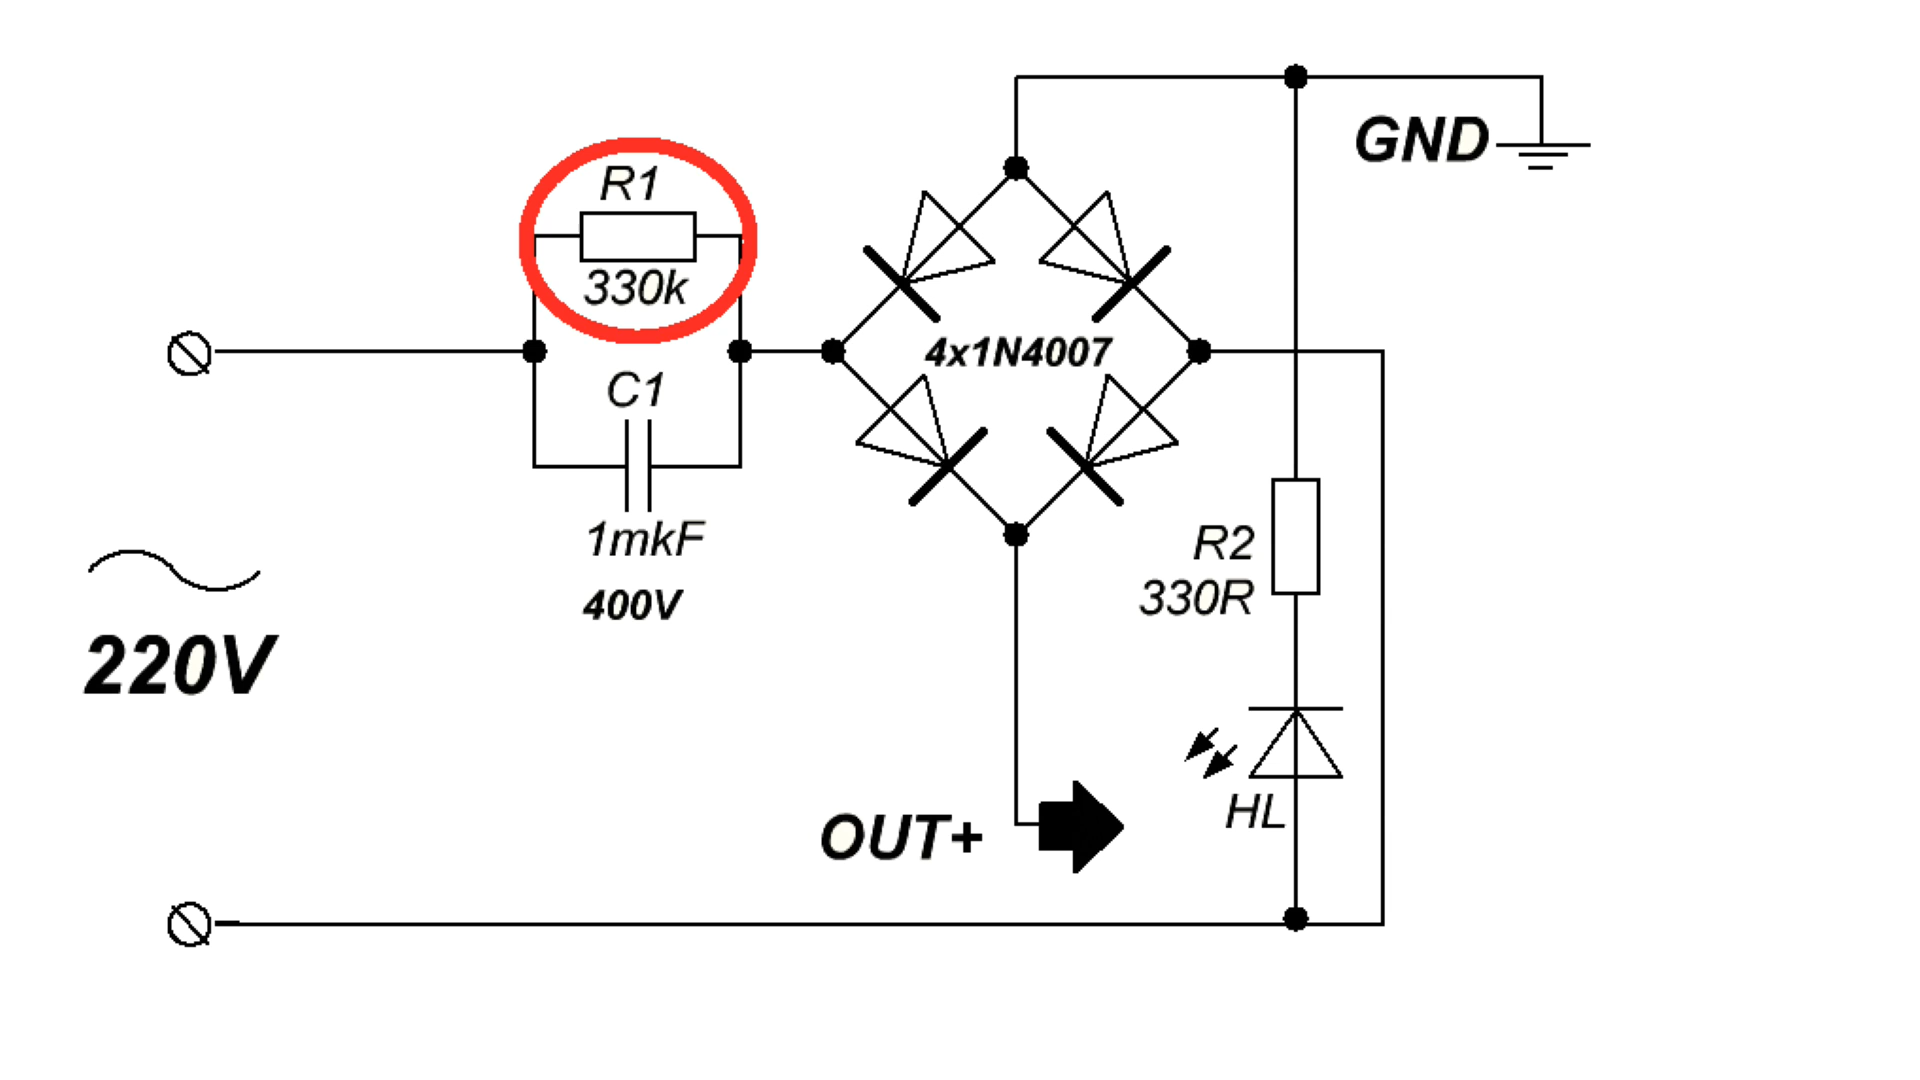 GND
R1
330k
4x1N4007
C1
1mkF
400V
R2
330R
220V
HL
OUT+